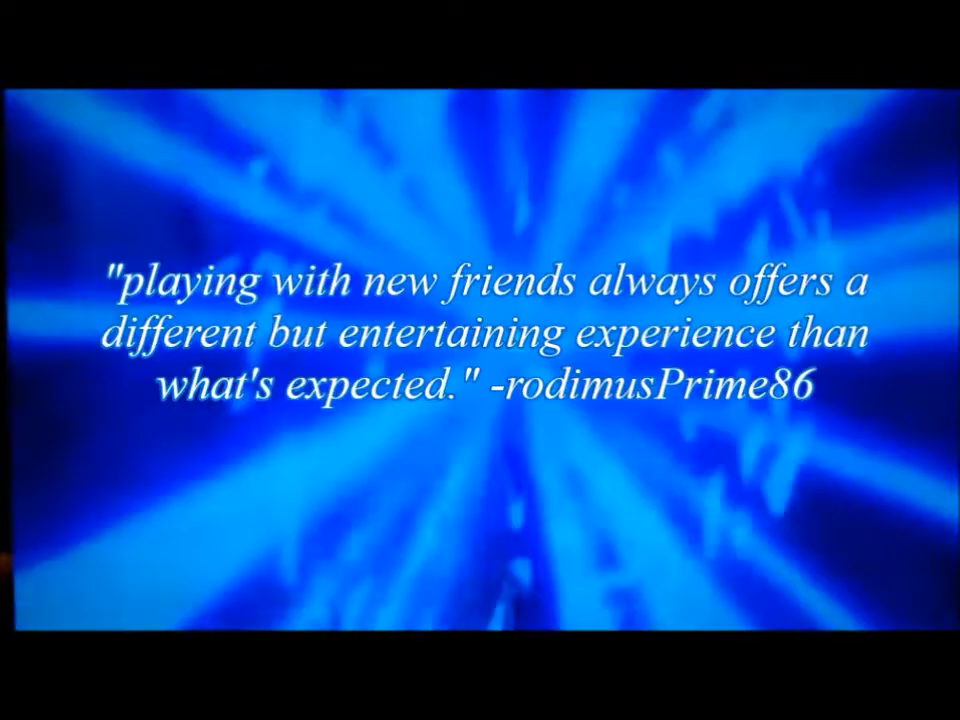 "playing with new friends always offers a
different but entertaining experience than
what's expected." -rodimusPrime86